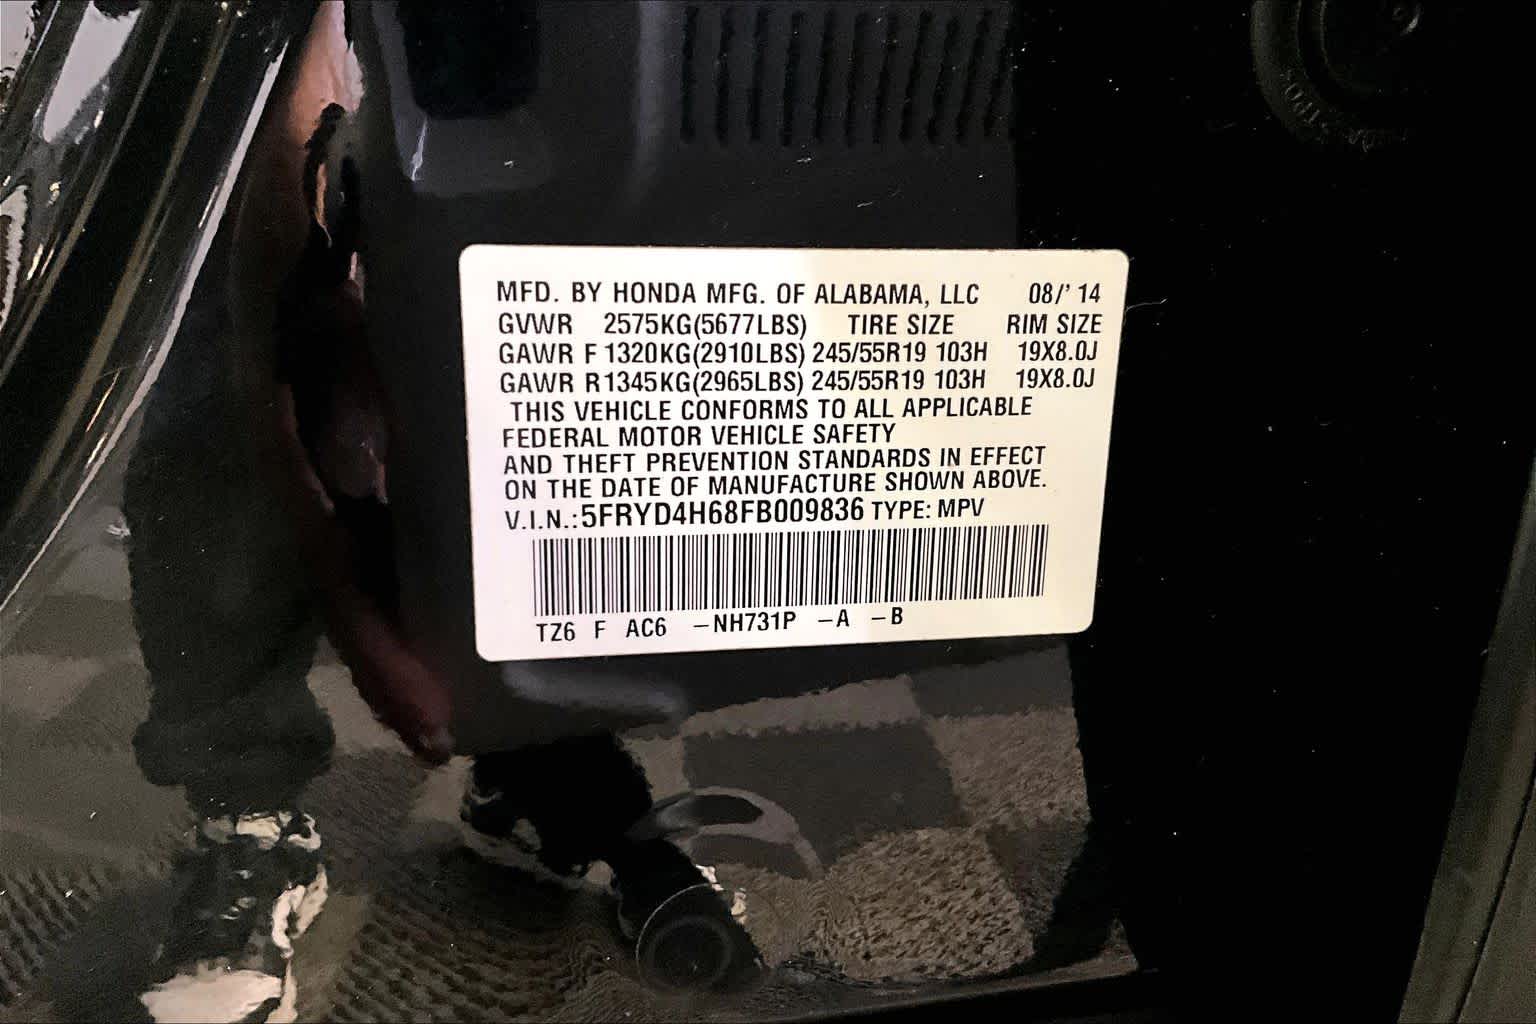 MFD. BY HONDA MFG. OF ALABAMA, LLC 08/' 14
GVWR 2575KG(5677LBS) TIRE SIZE RIM SIZE
GAWR F 1320KG(2910LBS) 245/55R19 103H 19X8.0J
GAWR R 1345KG(2965LBS) 245/55R19 103H 19X8.0J
THIS VEHICLE CONFORMS TO ALL APPLICABLE
FEDERAL MOTOR VEHICLE SAFETY
AND THEFT PREVENTION STANDARDS IN EFFECT
ON THE DATE OF MANUFACTURE SHOWN ABOVE.
V.I.N.: 5FRYD4H68FB009836 TYPE: MPV
TZ6 F AC6 –NH731P –A –B